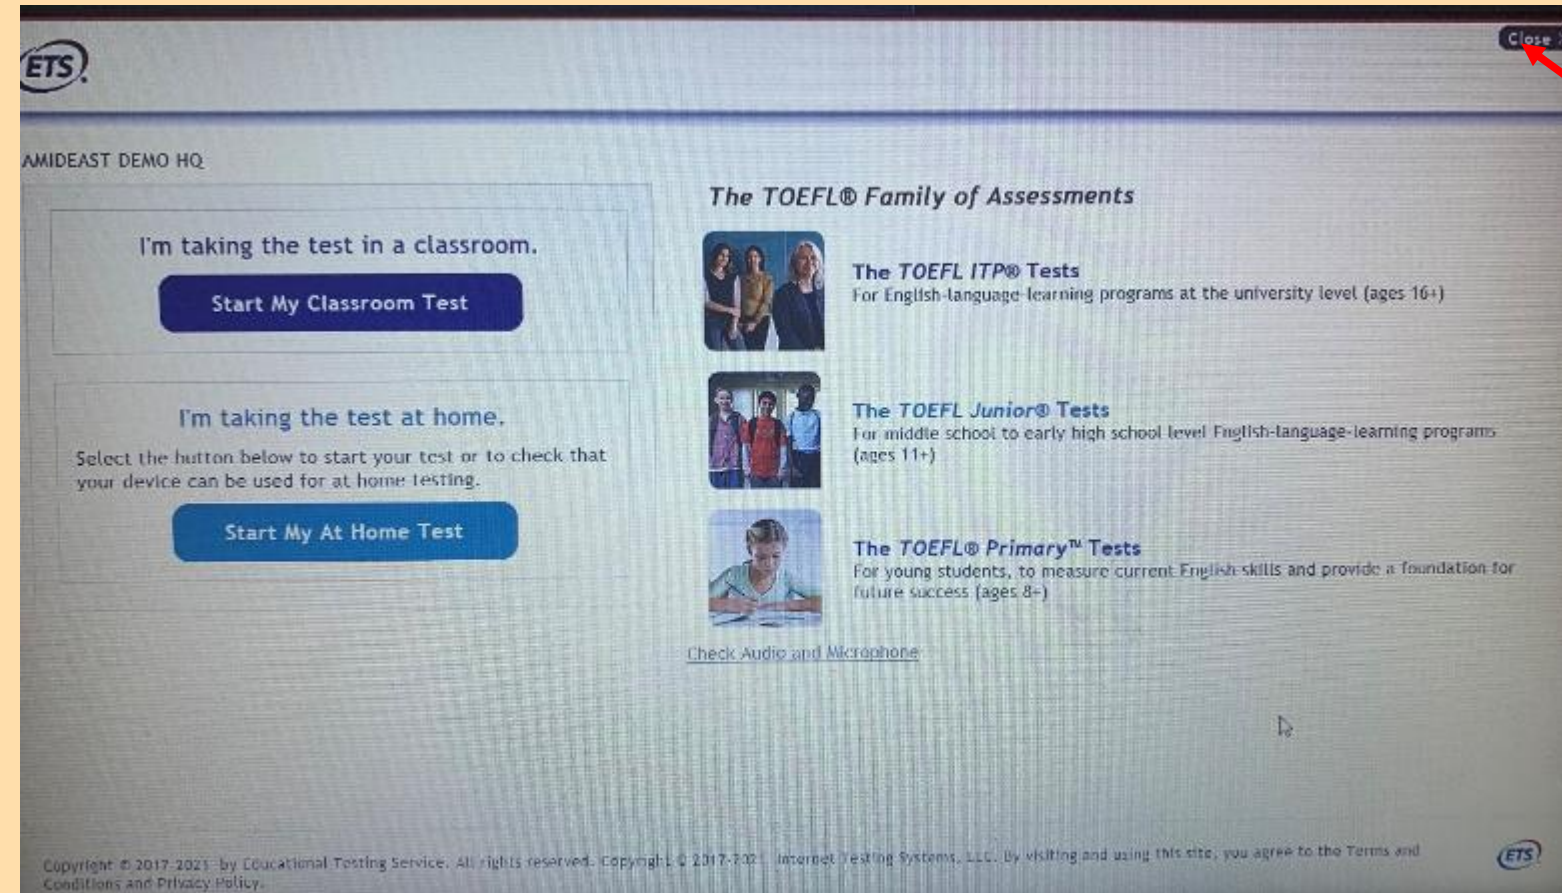 ETS
Close
AMIDEAST DEMO HQ
I'm taking the test in a classroom.
Start My Classroom Test
I'm taking the test at home.
Select the button below to start your test or to check that
your device can be used for at home testing.
Start My At Home Test
The TOEFL® Family of Assessments
The TOEFL ITP® Tests
For English-language-learning programs at the university level (ages 16+)
The TOEFL Junior® Tests
For middle school to early high school level English-language-learning programs
(ages 11+)
The TOEFL® Primary™ Tests
For young students, to measure current English skills and provide a foundation for
future success (ages 8+)
Check Audio and Microphone
Copyright © 2017-2021 by Educational Testing Service. All rights reserved. Copyright © 2017-2021 Internet Testing Systems, LLC. By visiting and using this site, you agree to the Terms and
Conditions and Privacy Policy.
ETS